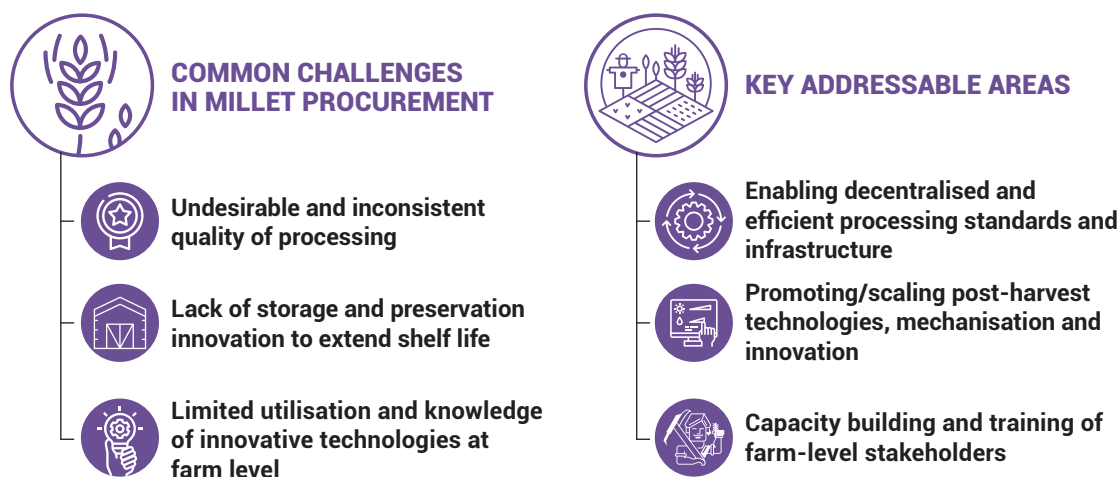 COMMON CHALLENGES
IN MILLET PROCUREMENT
Undesirable and inconsistent
quality of processing
Lack of storage and preservation
innovation to extend shelf life
Limited utilisation and knowledge
of innovative technologies at
farm level
KEY ADDRESSABLE AREAS
Enabling decentralised and
efficient processing standards and
infrastructure
Promoting/scaling post-harvest
technologies, mechanisation and
innovation
Capacity building and training of
farm-level stakeholders